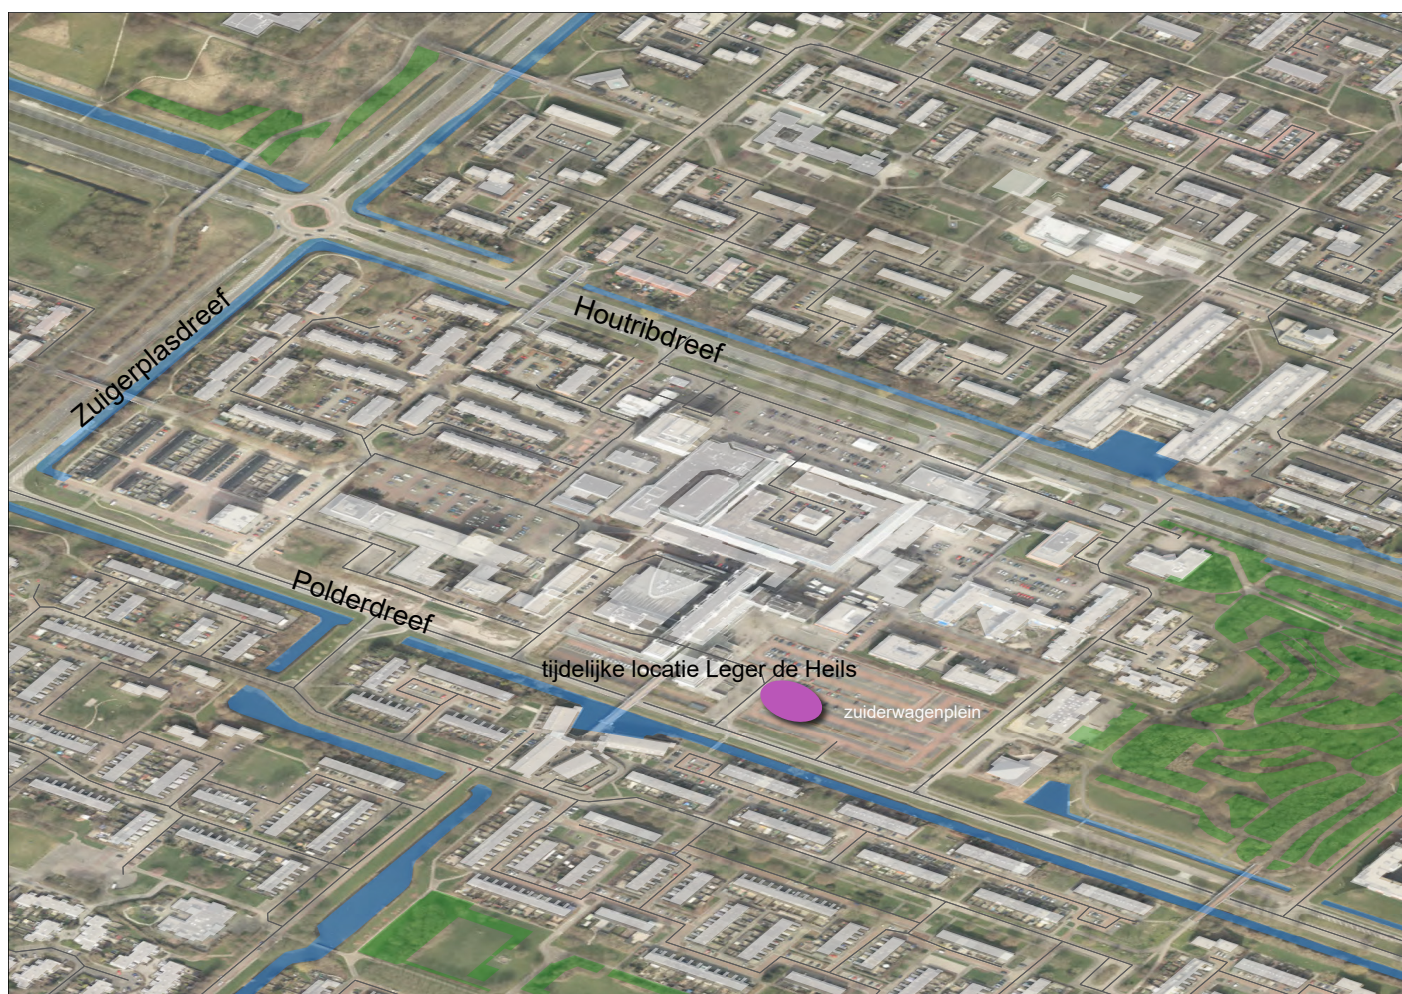 Houtribdreef
Zuigerplasdreef
Polderdreef
tijdelijke locatie Leger de Heils
zuiderwagenplein